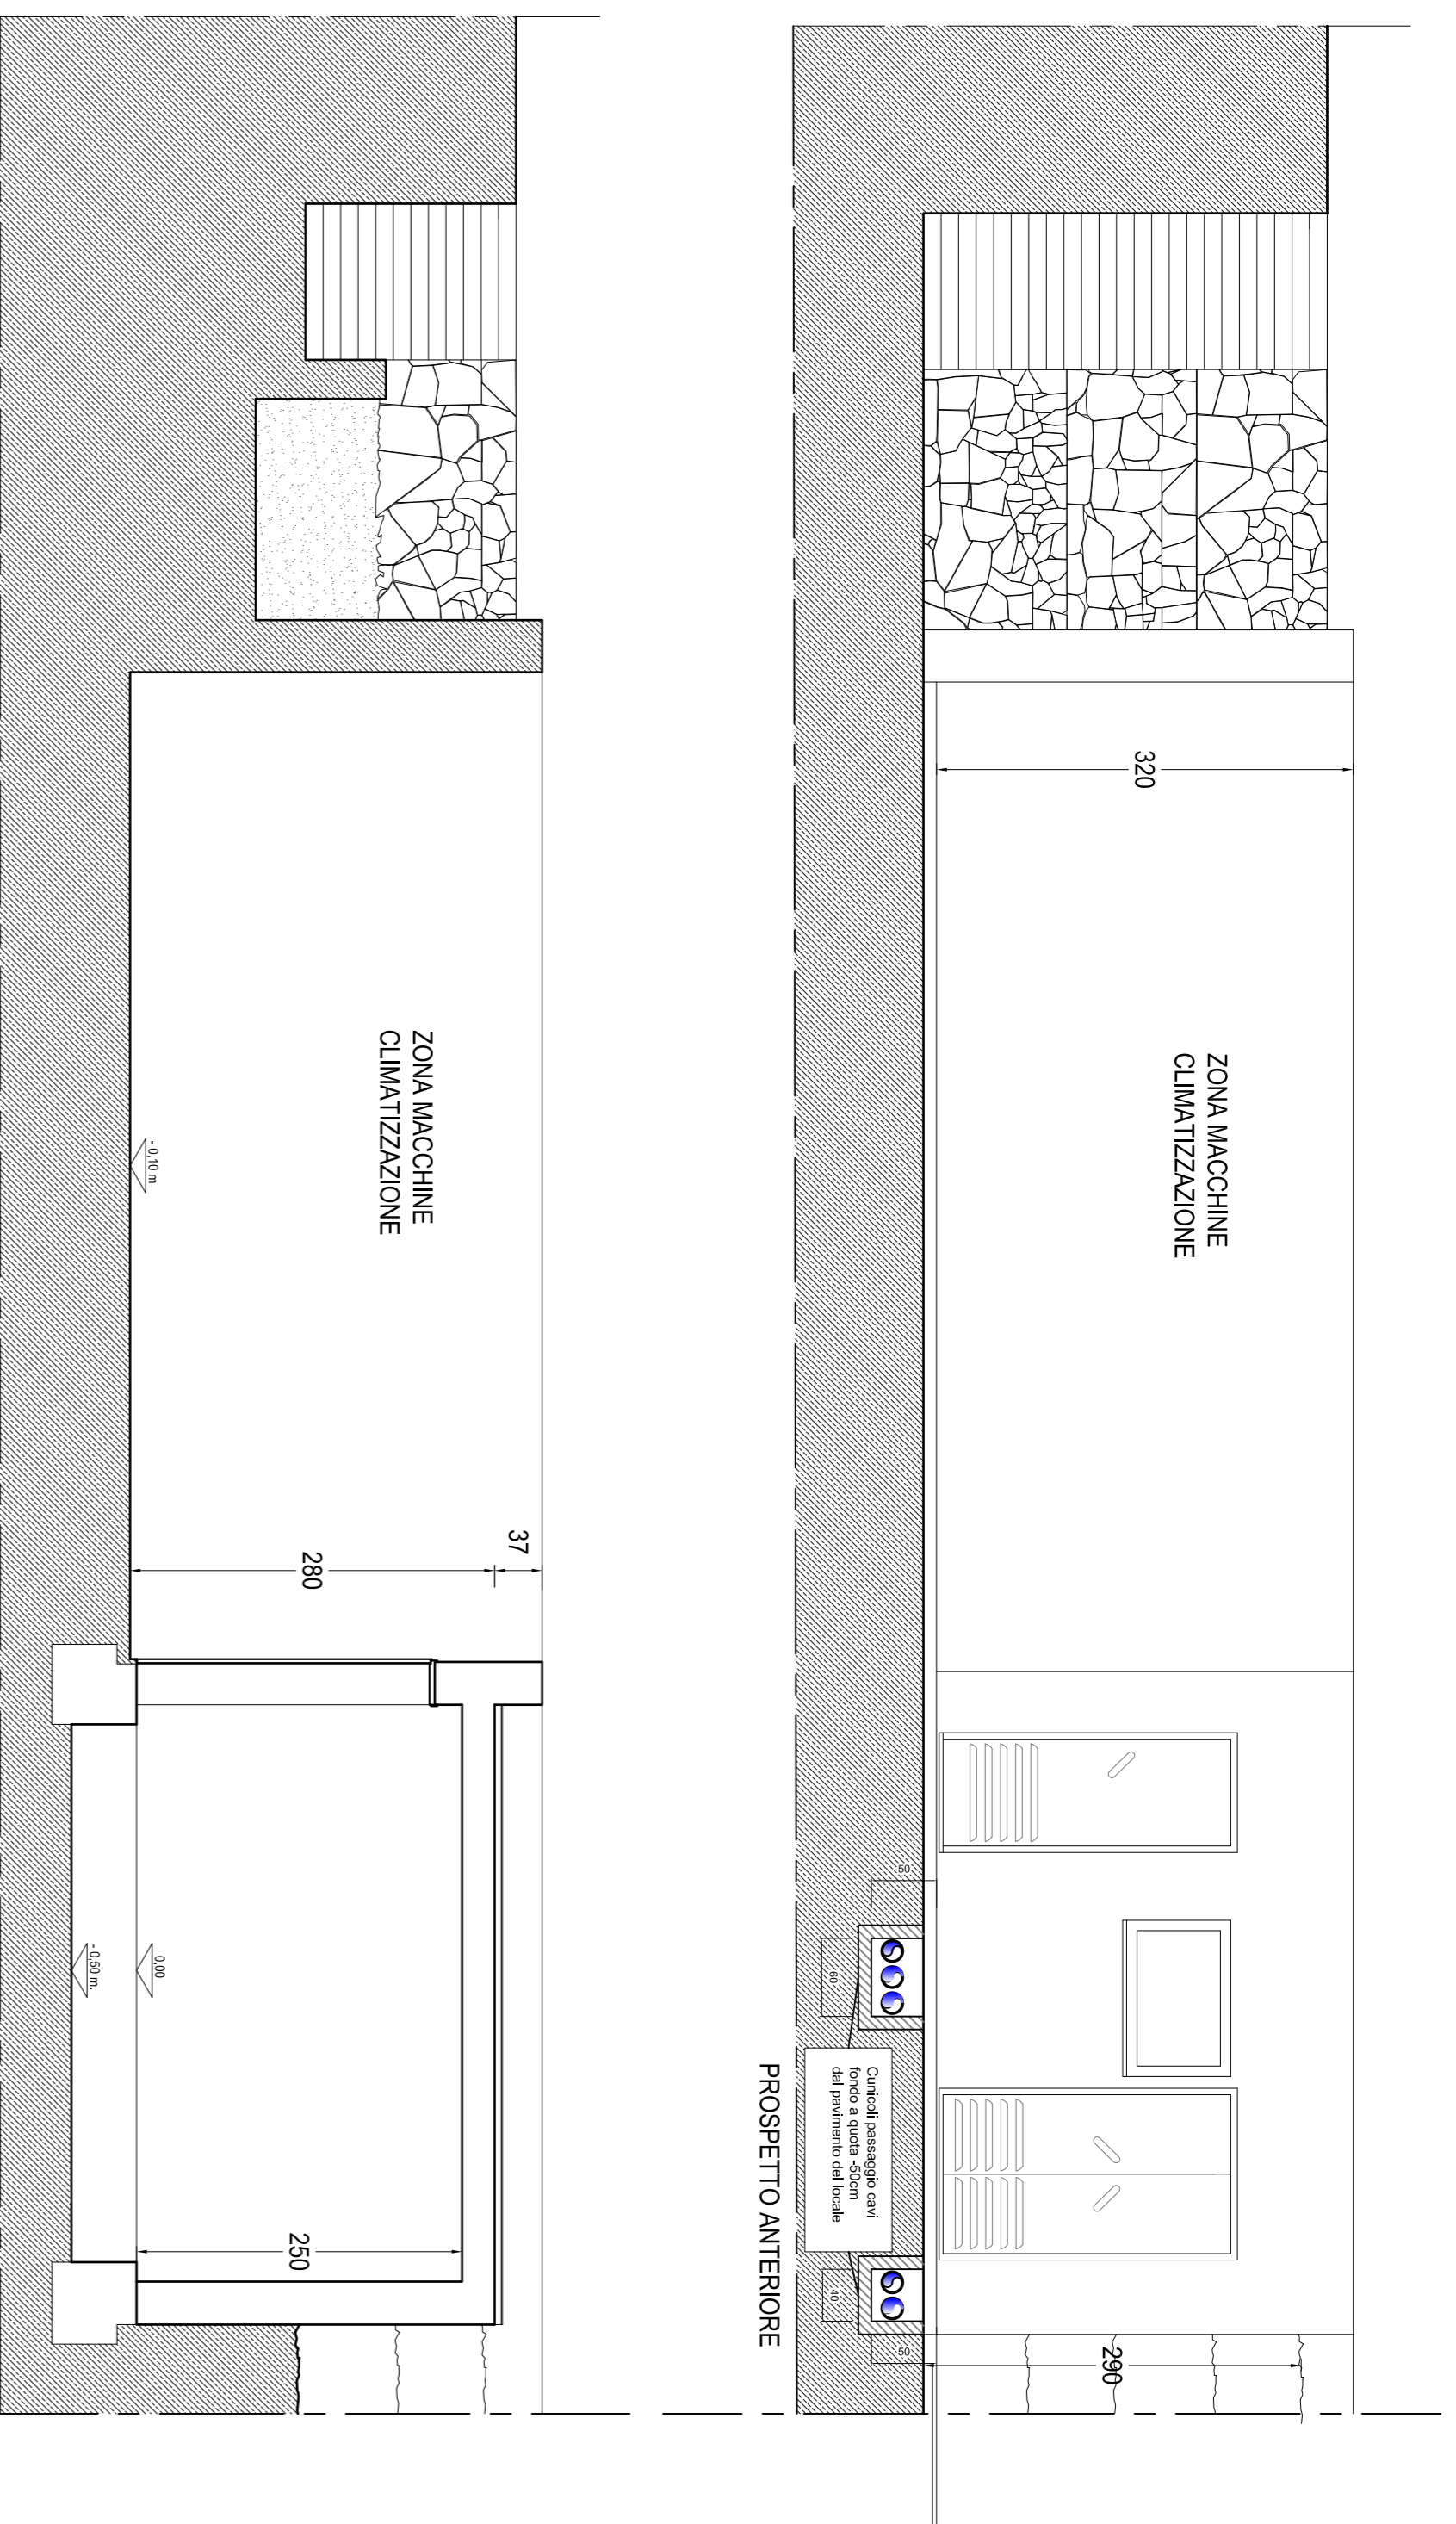 320
ZONA MACCHINE
CLIMATIZZAZIONE
50
60
Cunicoli passaggio cavi
fondo a quota -50cm
dal pavimento del locale
40
50
290
PROSPETTO ANTERIORE
ZONA MACCHINE
CLIMATIZZAZIONE
- 0,10 m
37
280
0,00
- 0,50 m.
250